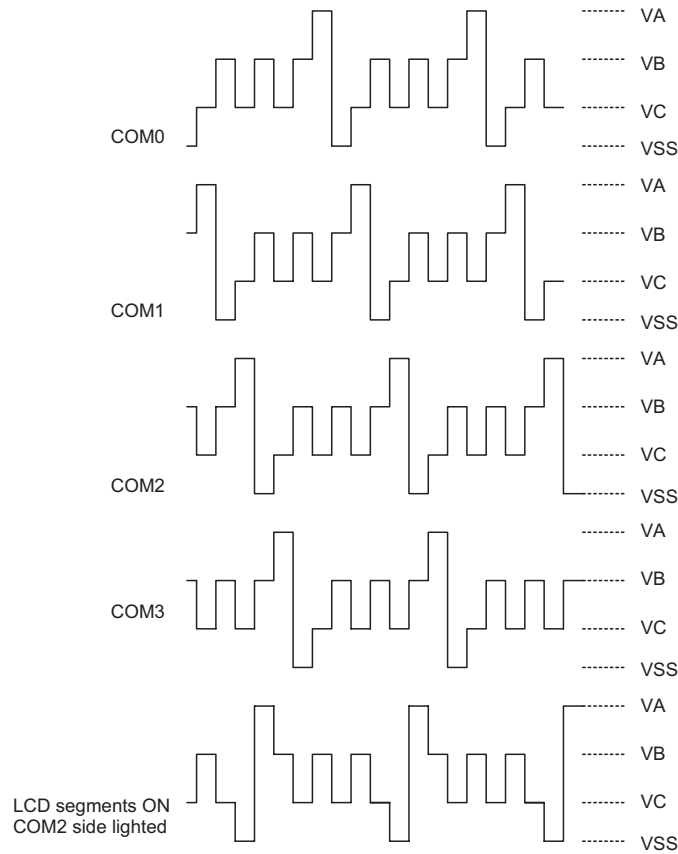 VA
VB
VC
COM0
VSS
VA
VB
VC
COM1
VSS
VA
VB
VC
COM2
VSS
VA
VB
COM3
VC
VSS
VA
VB
VC
LCD segments ON
COM2 side lighted
VSS